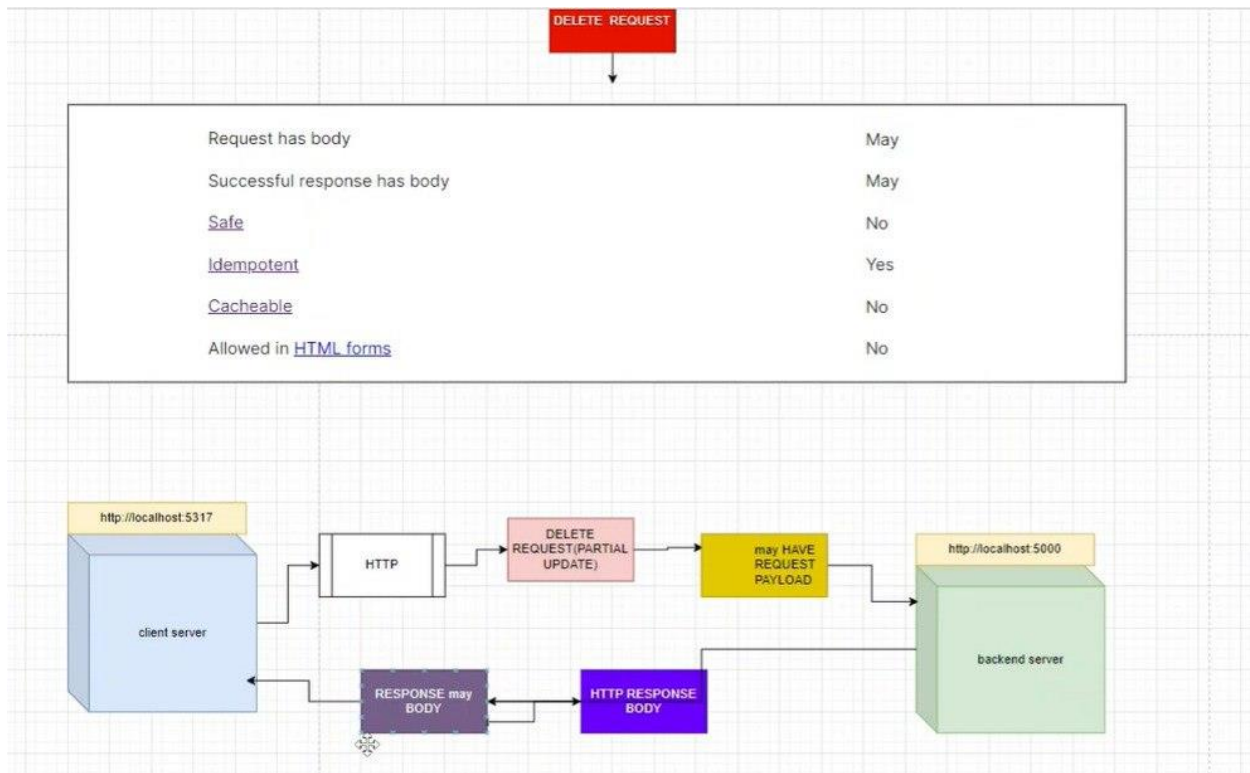 DELETE REQUEST
Request has body May
Successful response has body May
Safe No
Idempotent Yes
Cacheable No
Allowed in HTML forms No
http://localhost:5317
client server
HTTP
DELETE
REQUEST(PARTIAL
UPDATE)
may HAVE
REQUEST
PAYLOAD
http://localhost:5000
backend server
RESPONSE may
BODY
HTTP RESPONSE
BODY